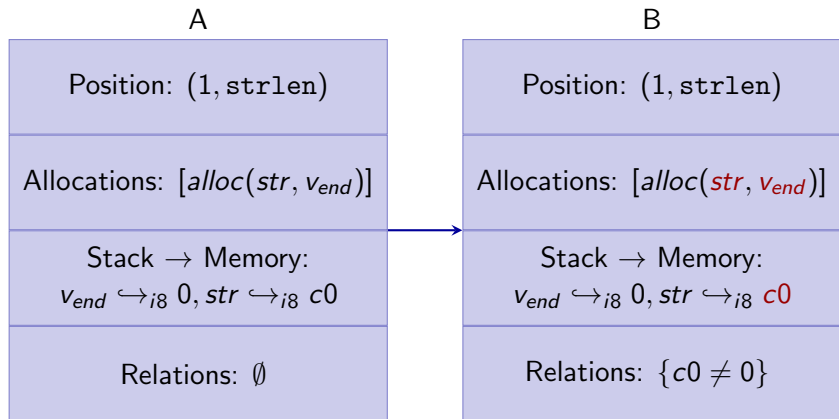 A
Position: (1, strlen)
Allocations: [alloc(str, v_end)]
Stack → Memory:
v_end ↪_i8 0, str ↪_i8 c0
Relations: ∅
B
Position: (1, strlen)
Allocations: [alloc(str, v_end)]
Stack → Memory:
v_end ↪_i8 0, str ↪_i8 c0
Relations: {c0 ≠ 0}